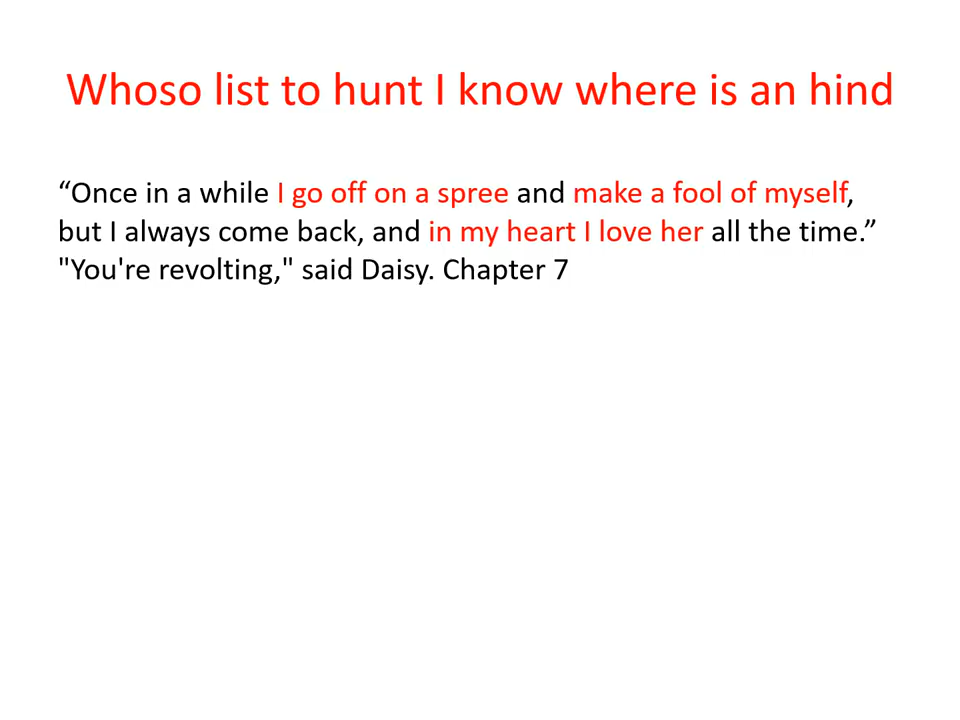 Whoso list to hunt I know where is an hind
“Once in a while I go off on a spree and make a fool of myself,
but I always come back, and in my heart I love her all the time.”
"You're revolting," said Daisy. Chapter 7